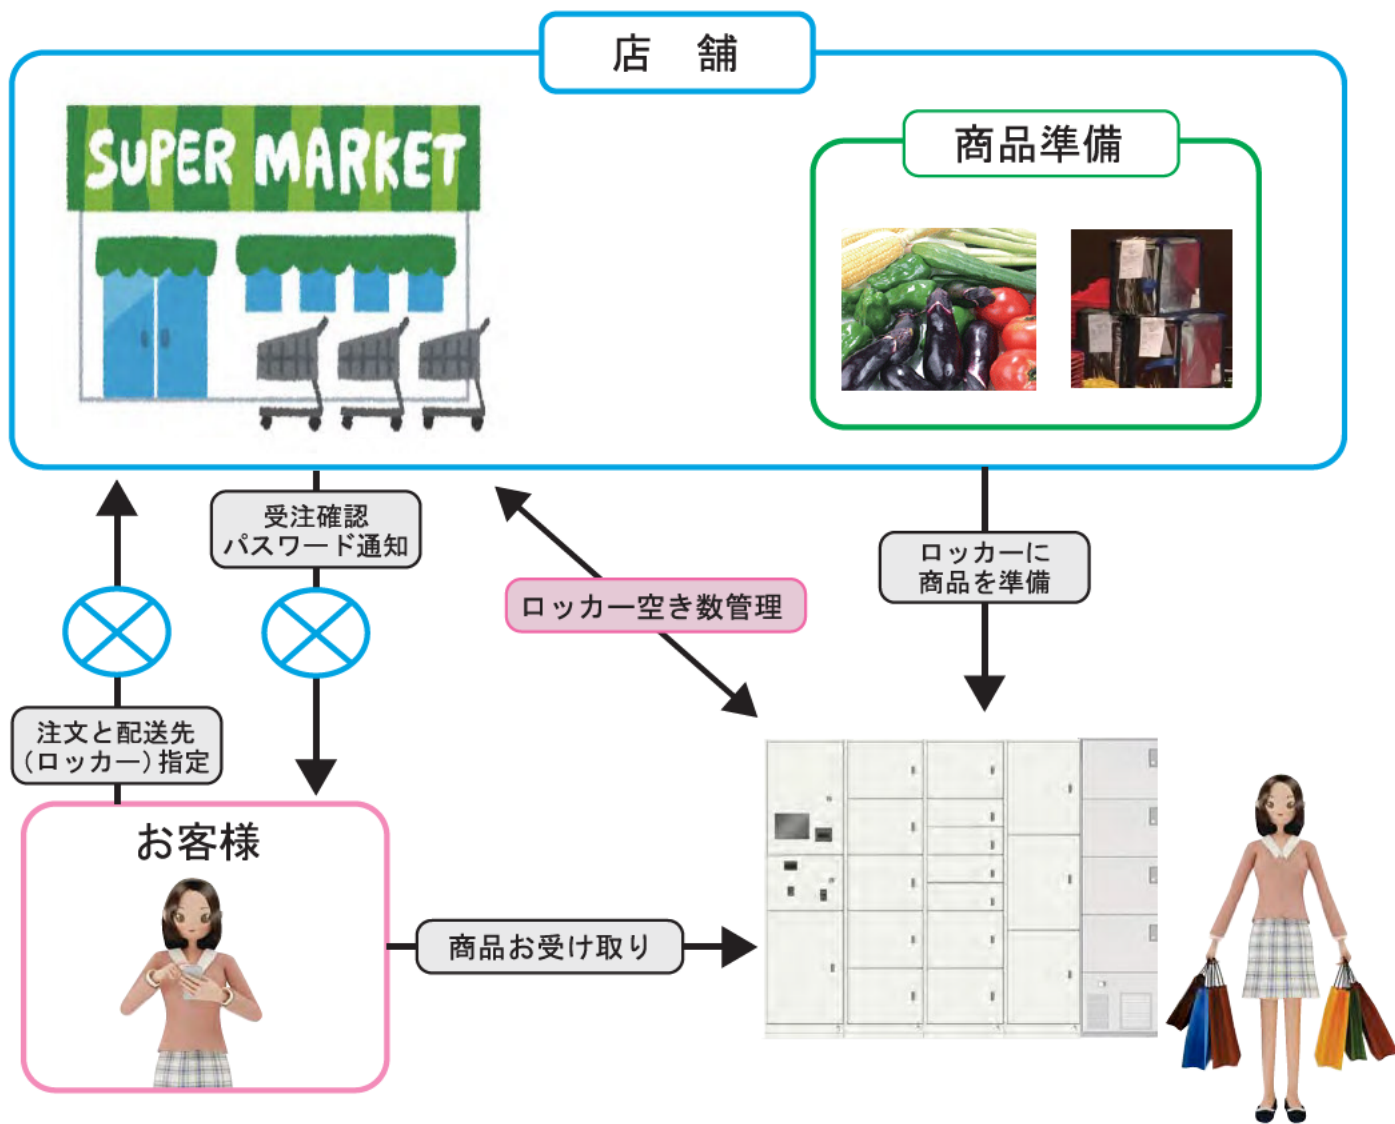 店 舗
SUPER MARKET
商品準備
受注確認
パスワード通知
ロッカー空き数管理
ロッカーに
商品を準備
注文と配送先
(ロッカー)指定
お客様
商品お受け取り